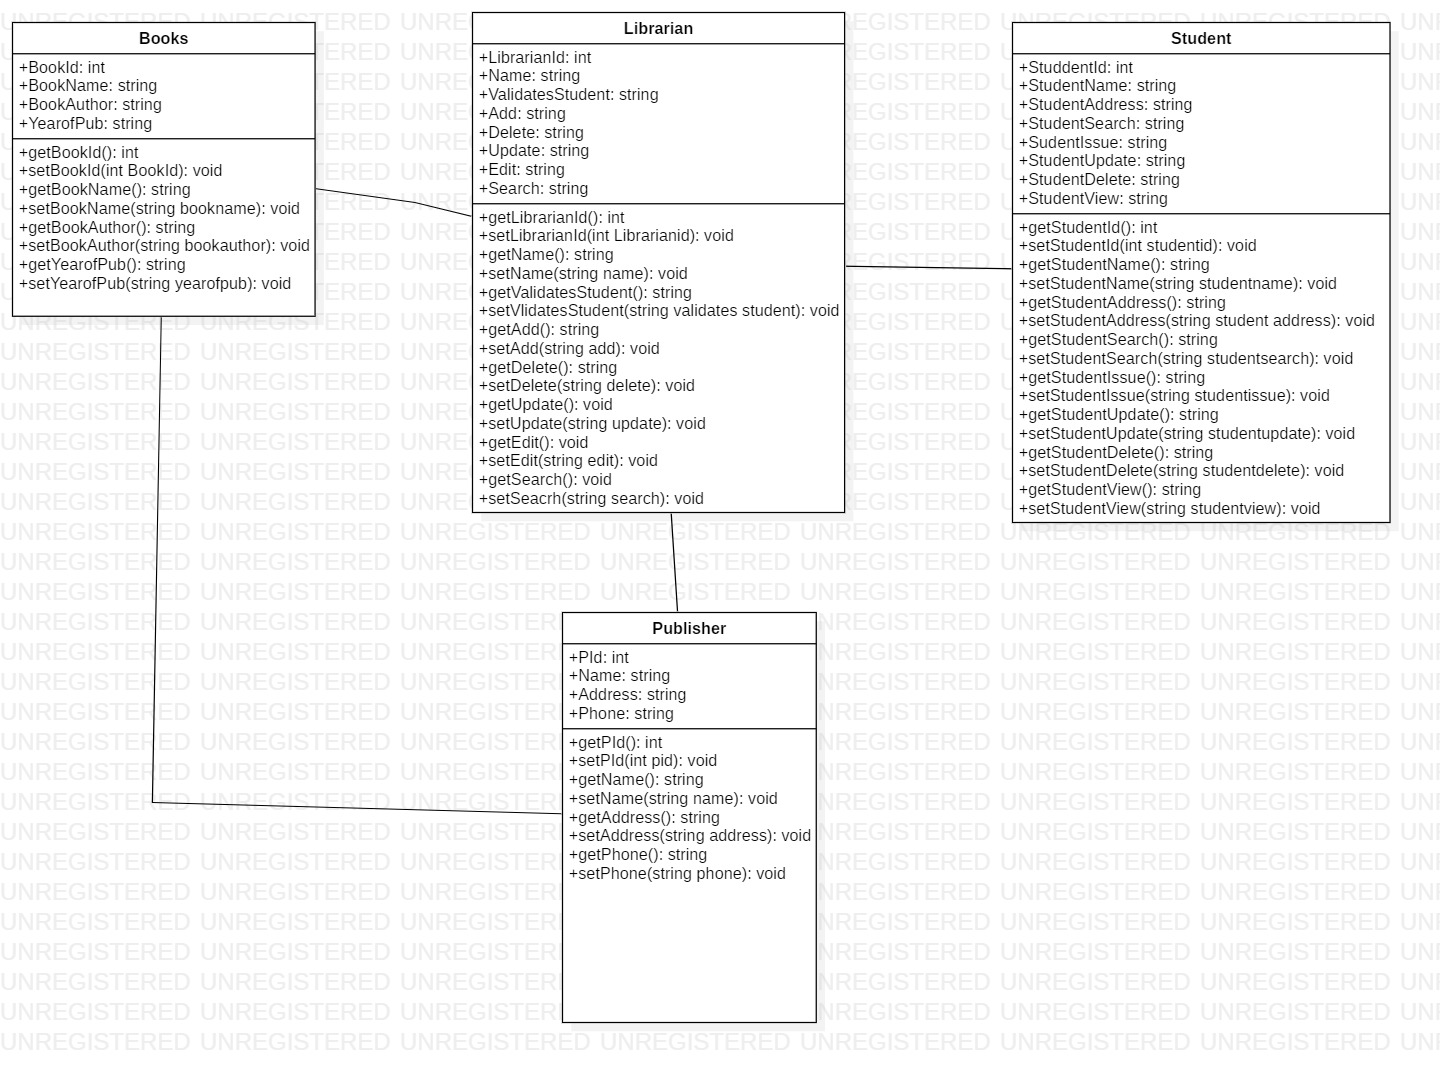 Books
+BookId: int
+BookName: string
+BookAuthor: string
+YearofPub: string
+getBookId(): int
+setBookId(int BookId): void
+getBookName(): string
+setBookName(string bookname): void
+getBookAuthor(): string
+setBookAuthor(string bookauthor): void
+getYearofPub(): string
+setYearofPub(string yearofpub): void
Librarian
+LibrarianId: int
+Name: string
+ValidatesStudent: string
+Add: string
+Delete: string
+Update: string
+Edit: string
+Search: string
+getLibrarianId(): int
+setLibrarianId(int Librarianid): void
+getName(): string
+setName(string name): void
+getValidatesStudent(): string
+setVlidatesStudent(string validates student): void
+getAdd(): string
+setAdd(string add): void
+getDelete(): string
+setDelete(string delete): void
+getUpdate(): void
+setUpdate(string update): void
+getEdit(): void
+setEdit(string edit): void
+getSearch(): void
+setSeacrh(string search): void
Student
+StuddentId: int
+StudentName: string
+StudentAddress: string
+StudentSearch: string
+SudentIssue: string
+StudentUpdate: string
+StudentDelete: string
+StudentView: string
+getStudentId(): int
+setStudentId(int studentid): void
+getStudentName(): string
+setStudentName(string studentname): void
+getStudentAddress(): string
+setStudentAddress(string student address): void
+getStudentSearch(): string
+setStudentSearch(string studentsearch): void
+getStudentIssue(): string
+setStudentIssue(string studentissue): void
+getStudentUpdate(): string
+setStudentUpdate(string studentupdate): void
+getStudentDelete(): string
+setStudentDelete(string studentdelete): void
+getStudentView(): string
+setStudentView(string studentview): void
Publisher
+PId: int
+Name: string
+Address: string
+Phone: string
+getPId(): int
+setPId(int pid): void
+getName(): string
+setName(string name): void
+getAddress(): string
+setAddress(string address): void
+getPhone(): string
+setPhone(string phone): void
UNREGISTERED